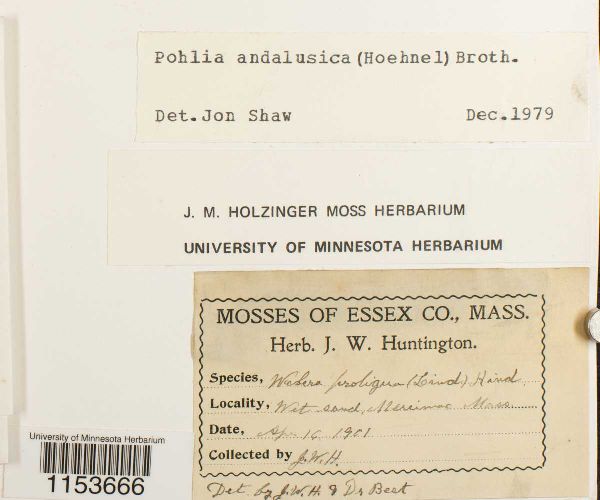 Pohlia andalusica (Hoehnel) Broth.
Det. Jon Shaw Dec. 1979
J. M. HOLZINGER MOSS HERBARIUM
UNIVERSITY OF MINNESOTA HERBARIUM
MOSSES OF ESSEX CO., MASS.
Herb. J. W. Huntington.
Species, Webera proligera (Lind.)
Locality, Wet sand, Merrimac Mass.
Date, Apr 16 1901
Collected by J.W.H.
Det. by J.W.H. & Dr Best
University of Minnesota Herbarium
1153666